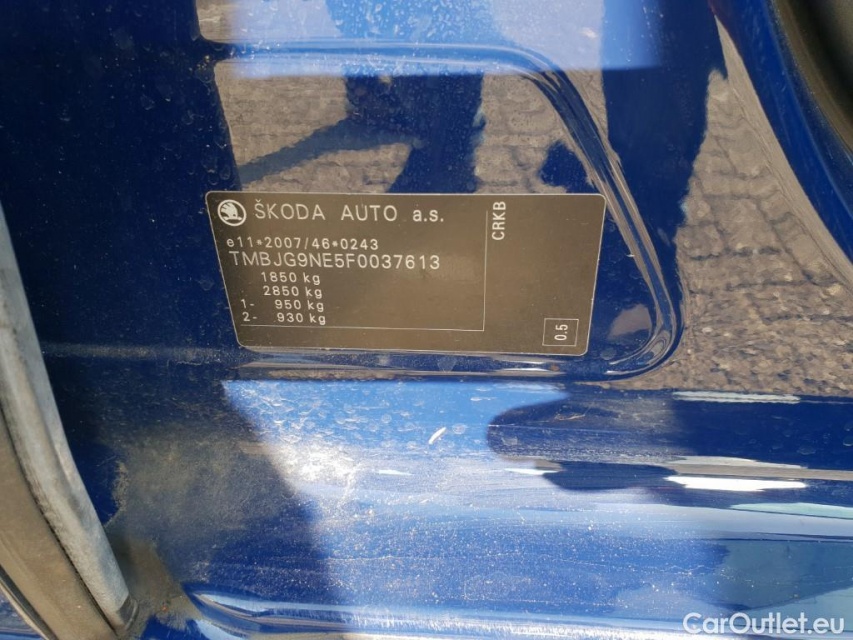 ŠKODA AUTO a.s.
CRKB
e11*2007/46*0243
TMBJG9NE5F0037613
1850 kg
2850 kg
1- 950 kg
2- 930 kg
0.5
CarOutlet.eu